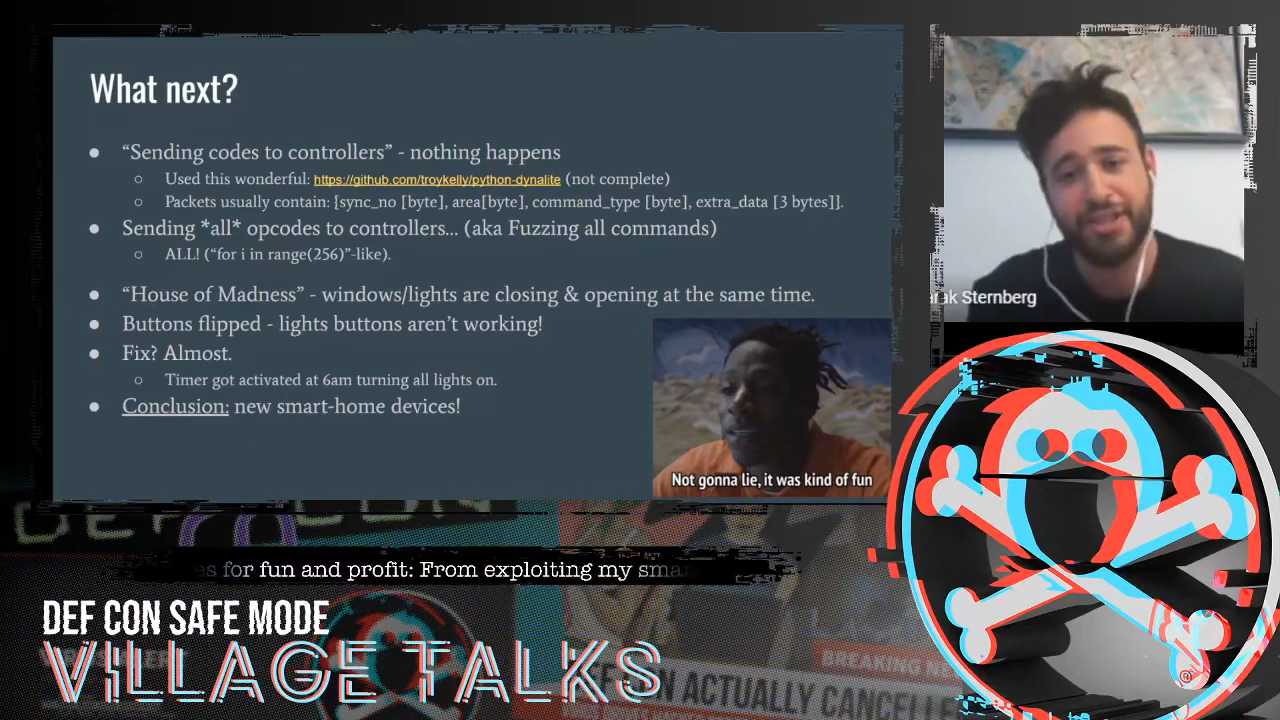 What next?
● “Sending codes to controllers” - nothing happens
○ Used this wonderful: https://github.com/troykelly/python-dynalite (not complete)
○ Packets usually contain: [sync_no [byte], area[byte], command_type [byte], extra_data [3 bytes]].
● Sending *all* opcodes to controllers... (aka Fuzzing all commands)
○ ALL! (“for i in range(256)”-like).
● “House of Madness” - windows/lights are closing & opening at the same time.
● Buttons flipped - lights buttons aren’t working!
● Fix? Almost.
○ Timer got activated at 6am turning all lights on.
● Conclusion: new smart-home devices!
Not gonna lie, it was kind of fun
Sternberg
for fun and profit: From exploiting my
DEF CON SAFE MODE
VILLAGE TALKS
DEF CON
BREAKING
CON ACTUALLY
®